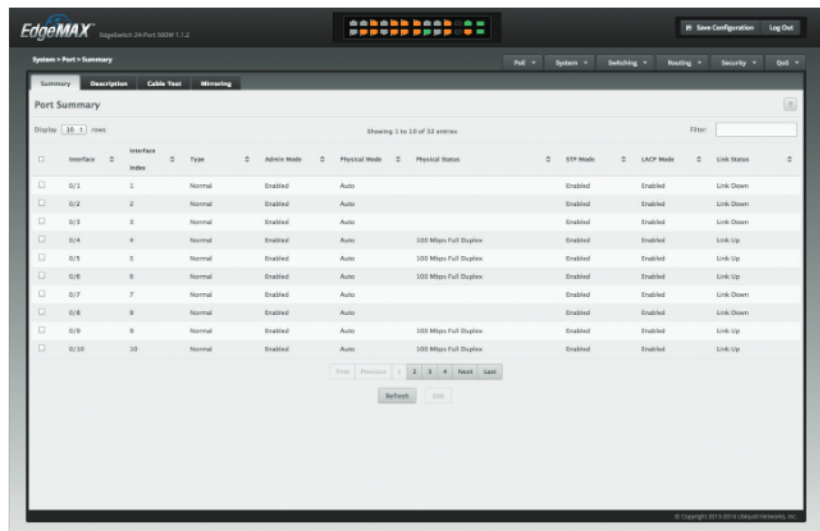 EdgeMAX EdgeSwitch 24-Port 500W 1.1.2 Save Configuration Log Out
System > Port > Summary PoE System Switching Routing Security QoS
Summary Description Cable Test Mirroring
Port Summary ?
Display 10 rows Showing 1 to 10 of 32 entries Filter:
Interface Interface Index Type Admin Mode Physical Mode Physical Status STP Mode LACP Mode Link Status
0/1 1 Normal Enabled Auto Enabled Enabled Link Down
0/2 2 Normal Enabled Auto Enabled Enabled Link Down
0/3 3 Normal Enabled Auto Enabled Enabled Link Down
0/4 4 Normal Enabled Auto 100 Mbps Full Duplex Enabled Enabled Link Up
0/5 5 Normal Enabled Auto 100 Mbps Full Duplex Enabled Enabled Link Up
0/6 6 Normal Enabled Auto 100 Mbps Full Duplex Enabled Enabled Link Up
0/7 7 Normal Enabled Auto Enabled Enabled Link Down
0/8 8 Normal Enabled Auto Enabled Enabled Link Down
0/9 9 Normal Enabled Auto 100 Mbps Full Duplex Enabled Enabled Link Up
0/10 10 Normal Enabled Auto 100 Mbps Full Duplex Enabled Enabled Link Up
First Previous 1 2 3 4 Next Last
Refresh Edit
© Copyright 2013-2014 Ubiquiti Networks, Inc.